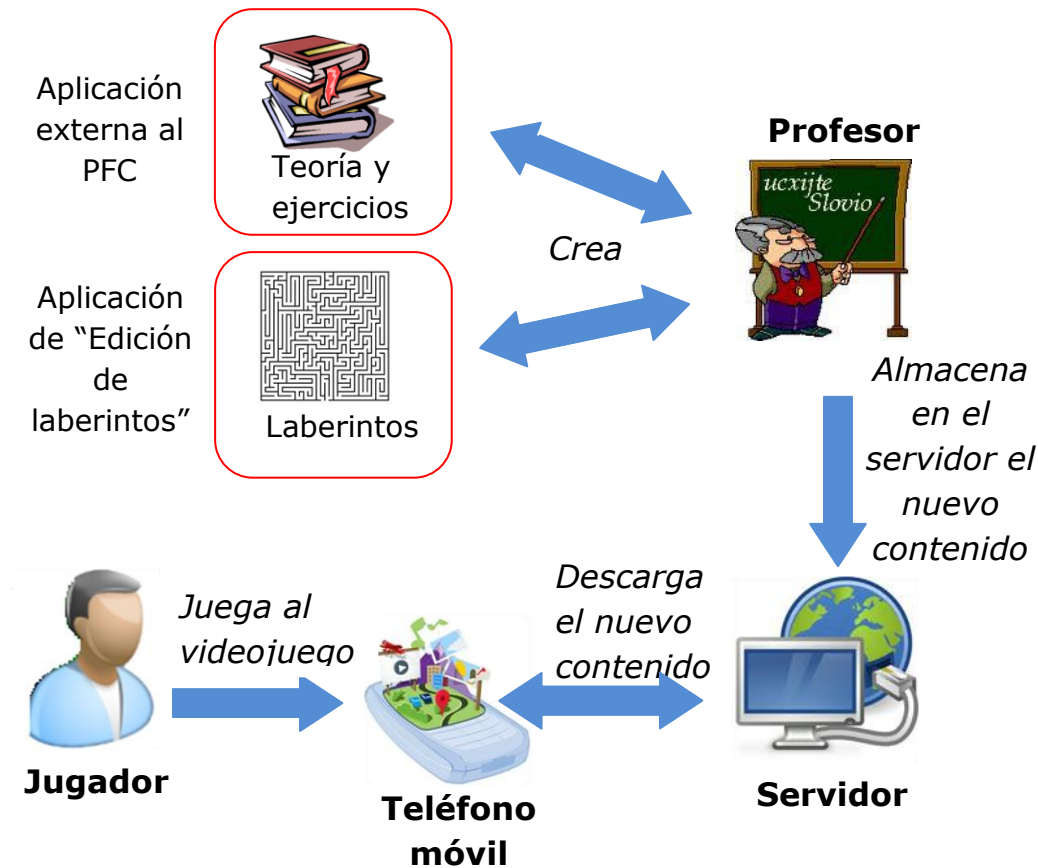 Aplicación
externa al
PFC
Teoría y
ejercicios
Profesor
ucxijte
Slovio
Crea
Aplicación
de “Edición
de
laberintos”
Laberintos
Almacena
en el
servidor el
nuevo
contenido
Juega al
videojuego
Descarga
el nuevo
contenido
Jugador
Teléfono
móvil
Servidor